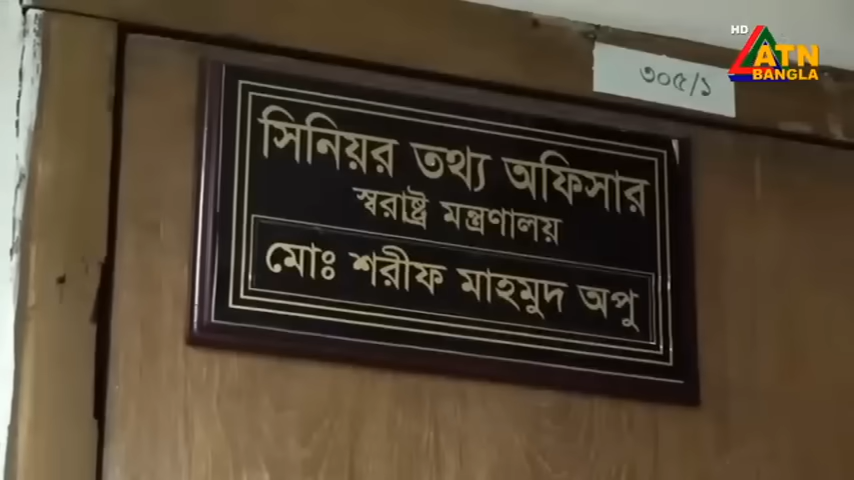 HD
ATN
BANGLA
৩০৫/১
সিনিয়র তথ্য অফিসার
স্বরাষ্ট্র মন্ত্রণালয়
মোঃ শরীফ মাহমুদ অপু